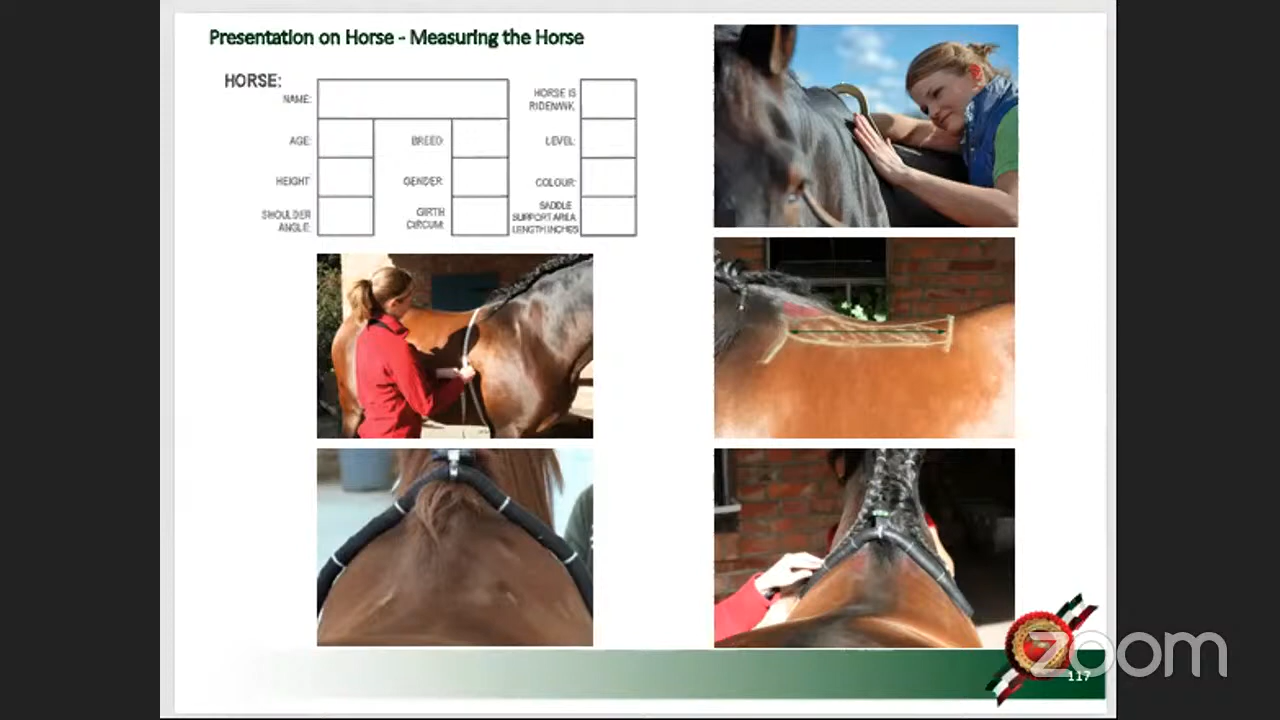 Presentation on Horse - Measuring the Horse
HORSE:
NAME:
HORSE IS
RIDEN/WK.
AGE:
BREED:
LEVEL:
HEIGHT:
GENDER:
COLOUR:
SHOULDER
ANGLE:
GIRTH
CIRCUM:
SADDLE
SUPPORT AREA
LENGTH INCHES
zoom
117